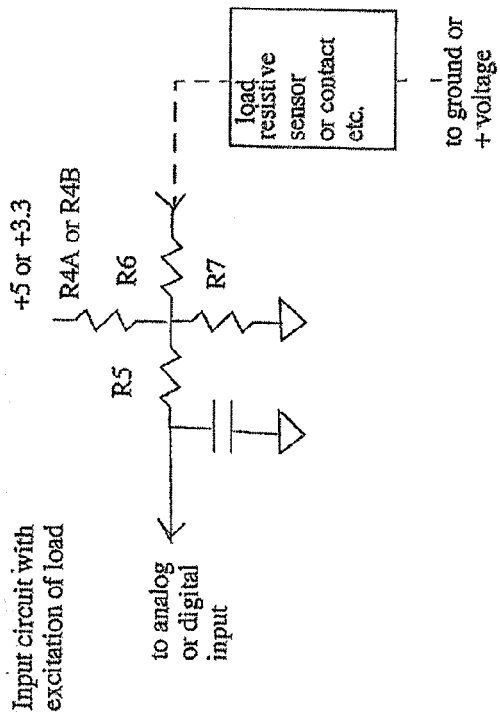 Input circuit with
excitation of load
+5 or +3.3
R4A or R4B
R5
R6
R7
to analog
or digital
input
load
resistive
sensor
or contact
etc.
to ground or
+ voltage